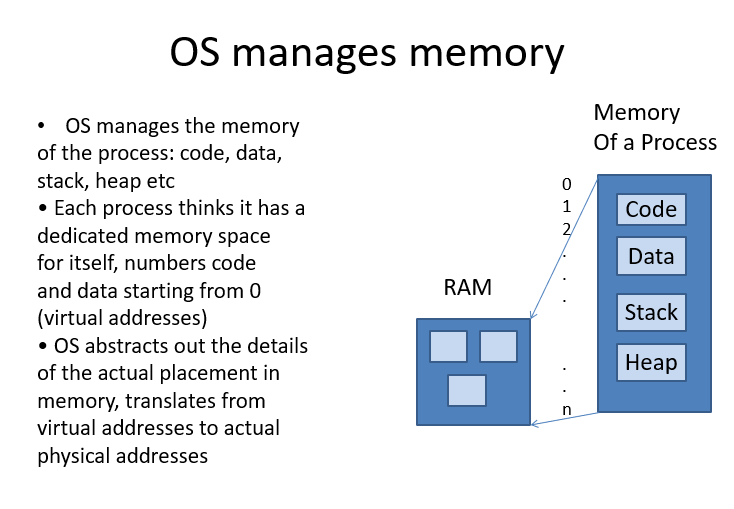 OS manages memory
• OS manages the memory
of the process: code, data,
stack, heap etc
• Each process thinks it has a
dedicated memory space
for itself, numbers code
and data starting from 0
(virtual addresses)
• OS abstracts out the details
of the actual placement in
memory, translates from
virtual addresses to actual
physical addresses
RAM
Memory
Of a Process
0
1
2
.
.
.
.
.
n
Code
Data
Stack
Heap